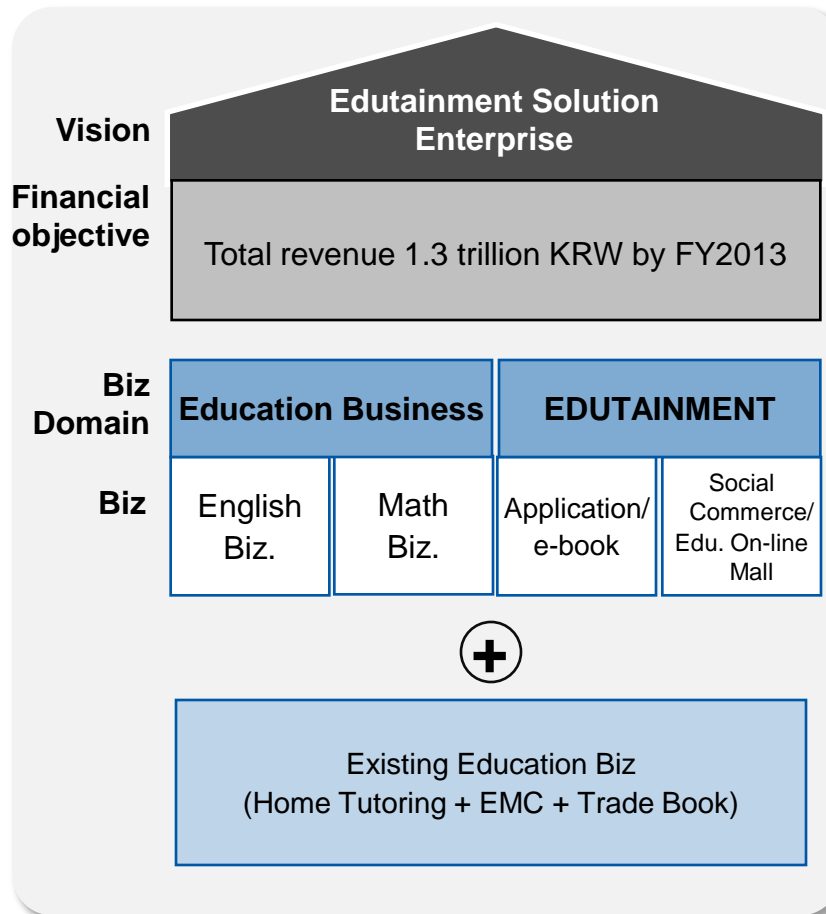 Edutainment Solution
Enterprise
Vision
Financial
objective
Total revenue 1.3 trillion KRW by FY2013
Biz
Domain
Education Business
EDUTAINMENT
Biz
English
Biz.
Math
Biz.
Application/
e-book
Social
Commerce/
Edu. On-line
Mall
+
Existing Education Biz
(Home Tutoring + EMC + Trade Book)